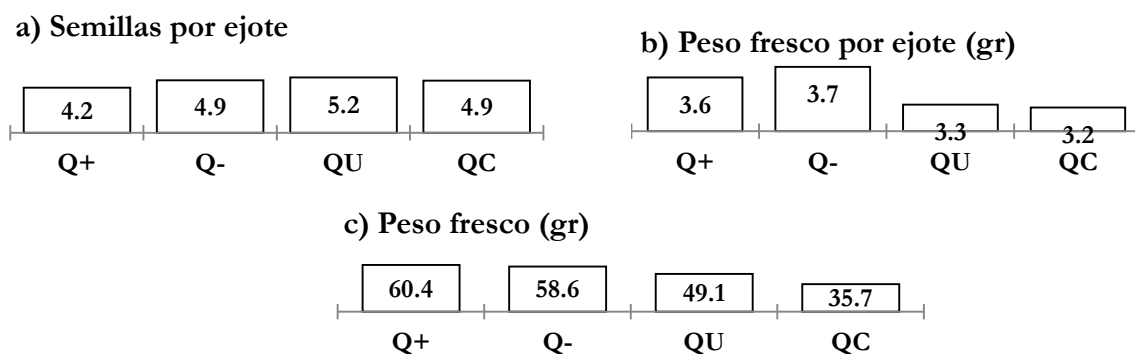 a) Semillas por ejote
4.2 4.9 5.2 4.9
Q+ Q- QU QC
b) Peso fresco por ejote (gr)
3.6 3.7 3.3 3.2
Q+ Q- QU QC
c) Peso fresco (gr)
60.4 58.6 49.1 35.7
Q+ Q- QU QC